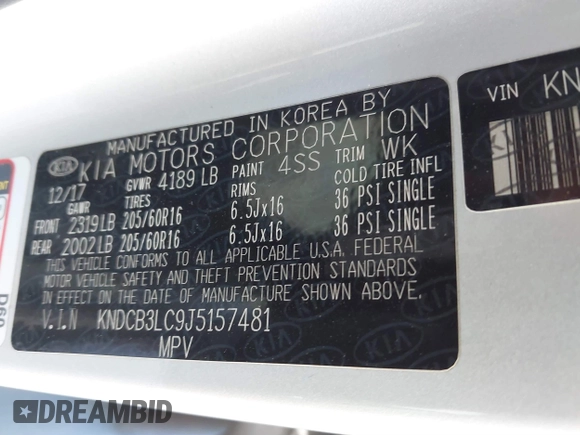 MANUFACTURED IN KOREA BY
KIA KIA MOTORS CORPORATION
12/17 GVWR 4189 LB PAINT 4SS TRIM WK
GAWR TIRES RIMS COLD TIRE INFL
FRONT 2319 LB 205/60R16 6.5Jx16 36 PSI SINGLE
REAR 2002 LB 205/60R16 6.5Jx16 36 PSI SINGLE
THIS VEHICLE CONFORMS TO ALL APPLICABLE U.S.A. FEDERAL
MOTOR VEHICLE SAFETY AND THEFT PREVENTION STANDARDS
IN EFFECT ON THE DATE OF MANUFACTURE SHOWN ABOVE.
V.I.N KNDCB3LC9J5157481
MPV
VIN KN
D60
DREAMBID